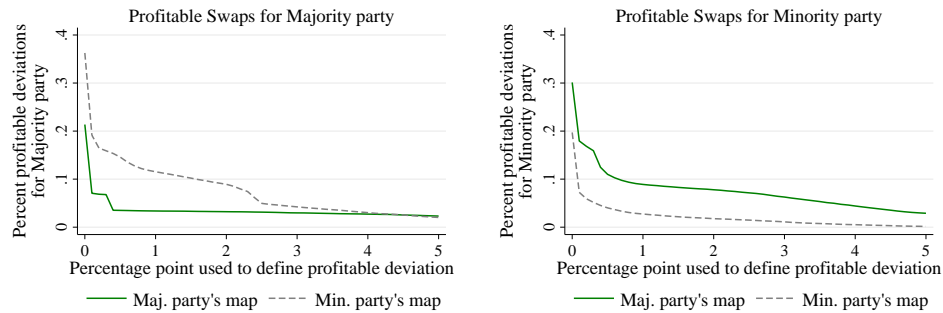 Profitable Swaps for Majority party
Percent profitable deviations
for Majority party
.4
.3
.2
.1
0
0 1 2 3 4 5
Percentage point used to define profitable deviation
Maj. party's map Min. party's map
Profitable Swaps for Minority party
Percent profitable deviations
for Minority party
.4
.3
.2
.1
0
0 1 2 3 4 5
Percentage point used to define profitable deviation
Maj. party's map Min. party's map